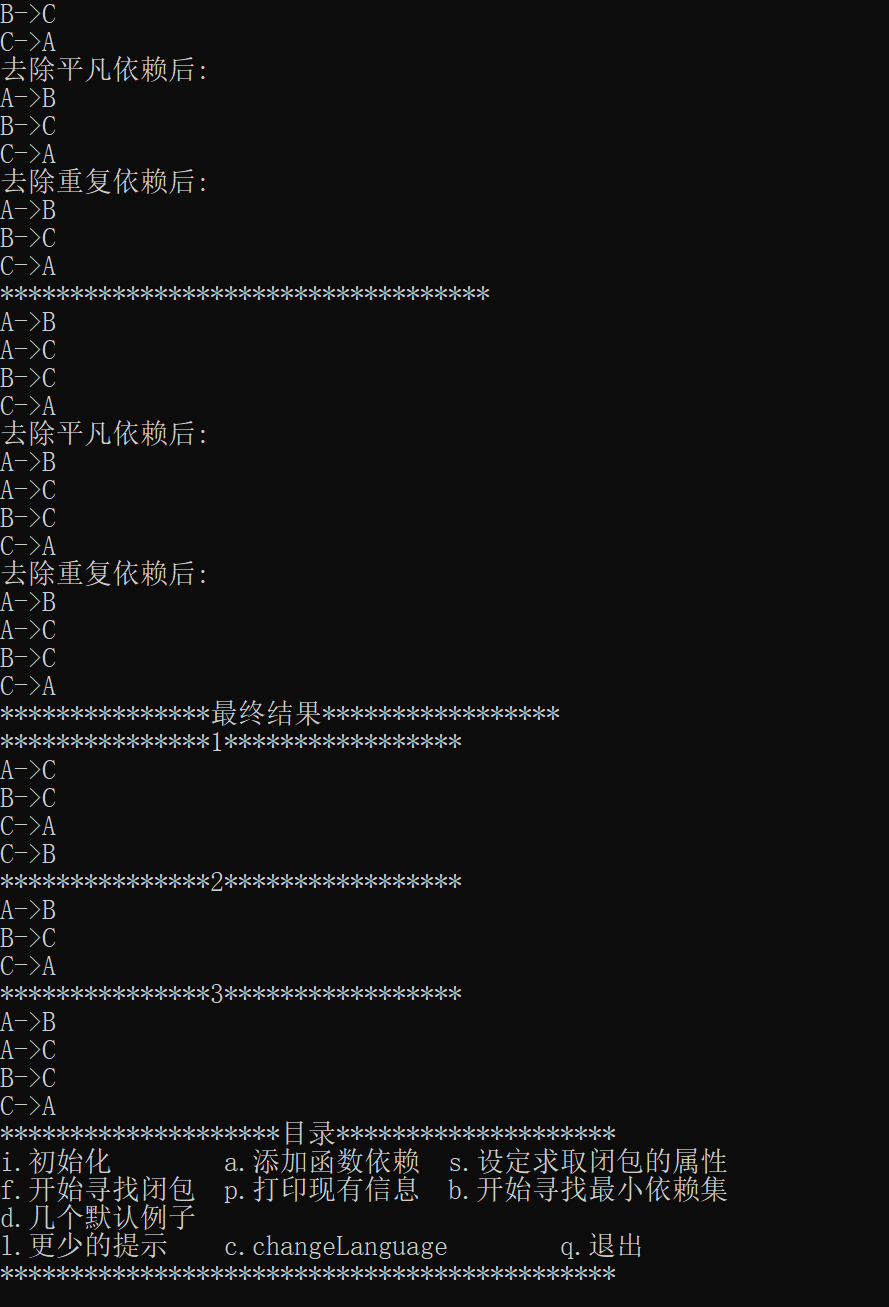 B->C
C->A
去除平凡依赖后:
A->B
B->C
C->A
去除重复依赖后:
A->B
B->C
C->A
***********************************
A->B
A->C
B->C
C->A
去除平凡依赖后:
A->B
A->C
B->C
C->A
去除重复依赖后:
A->B
A->C
B->C
C->A
***************最终结果*****************
***************1*****************
A->C
B->C
C->A
C->B
***************2*****************
A->B
B->C
C->A
***************3*****************
A->B
A->C
B->C
C->A
********************目录********************
i.初始化        a.添加函数依赖  s.设定求取闭包的属性
f.开始寻找闭包  p.打印现有信息  b.开始寻找最小依赖集
d.几个默认例子
l.更少的提示    c.changeLanguage        q.退出
********************************************